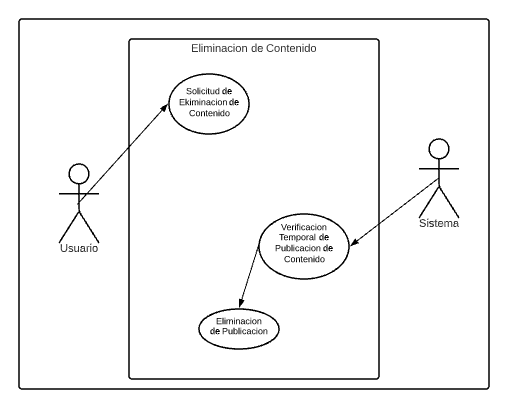 Eliminacion de Contenido
Solicitud de
Ekiminacion de
Contenido
Usuario
Sistema
Verificacion
Temporal de
Publicacion de
Contenido
Eliminacion
de Publicacion